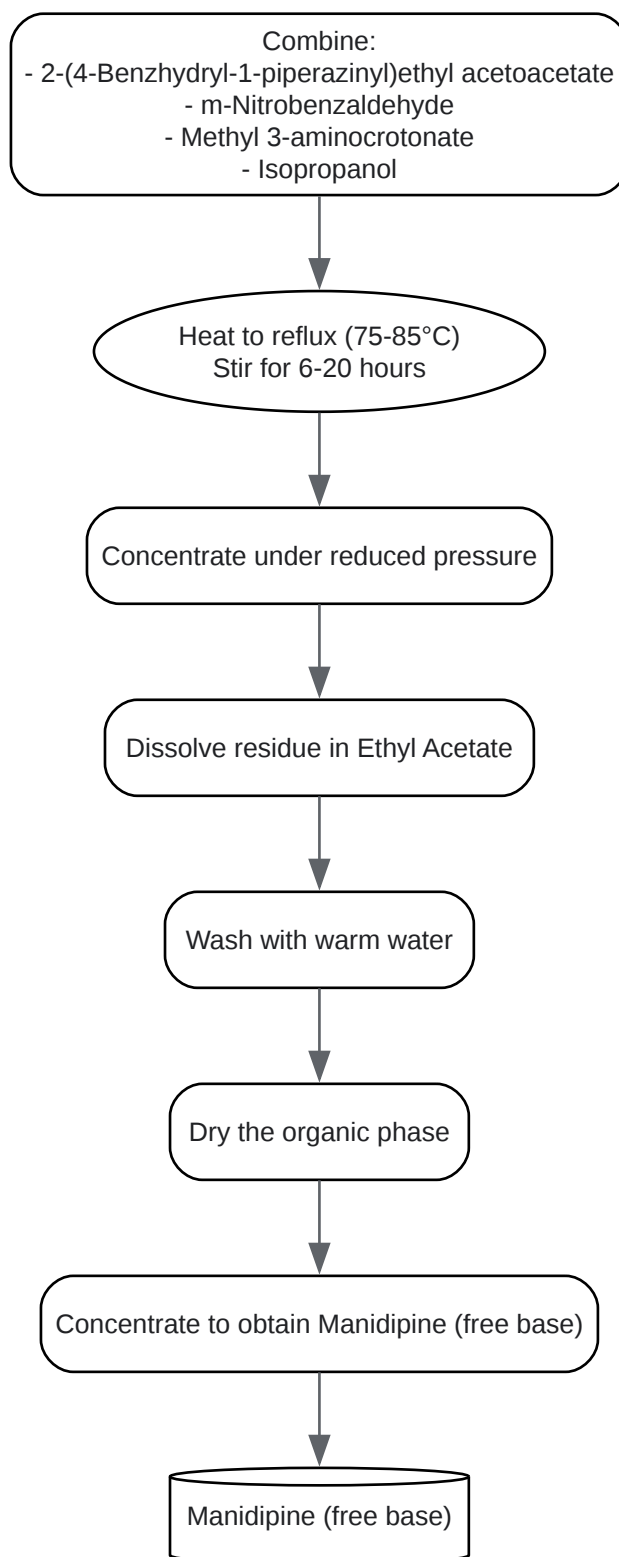 Combine:
- 2-(4-Benzhydryl-1-piperazinyl)ethyl acetoacetate
- m-Nitrobenzaldehyde
- Methyl 3-aminocrotonate
- Isopropanol
Heat to reflux (75-85°C)
Stir for 6-20 hours
Concentrate under reduced pressure
Dissolve residue in Ethyl Acetate
Wash with warm water
Dry the organic phase
Concentrate to obtain Manidipine (free base)
Manidipine (free base)